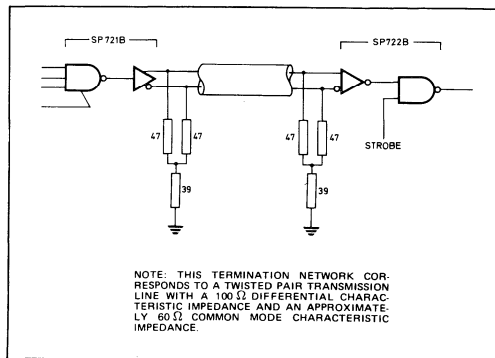 SP721B
SP722B
47
47
47
47
STROBE
39
39
NOTE: THIS TERMINATION NETWORK COR-
RESPONDS TO A TWISTED PAIR TRANSMISSION
LINE WITH A 100 Ω DIFFERENTIAL CHARAC-
TERISTIC IMPEDANCE AND AN APPROXIMATE-
LY 60 Ω COMMON MODE CHARACTERISTIC
IMPEDANCE.